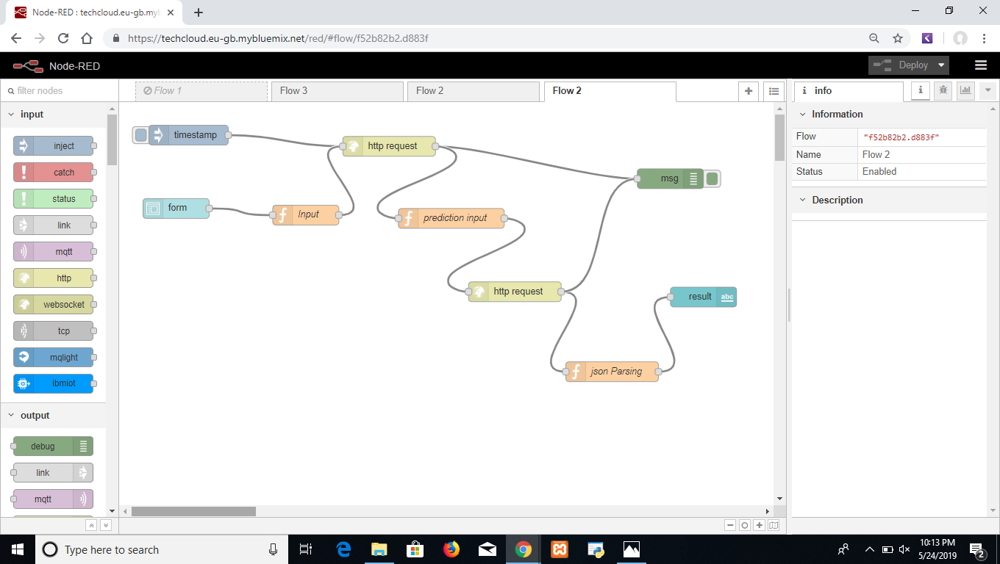 Node-RED : techcloud.eu-gb.myb
https://techcloud.eu-gb.mybluemix.net/red/#flow/f52b82b2.d883f
Node-RED
Deploy
filter nodes
Flow 1
Flow 3
Flow 2
Flow 2
i info
i
input
inject
catch
status
link
mqtt
http
websocket
tcp
mqlight
ibmiot
output
debug
link
mqtt
timestamp
http request
msg
form
Input
prediction input
http request
result
abc
json Parsing
Information
Flow "f52b82b2.d883f"
Name Flow 2
Status Enabled
Description
Type here to search
10:13 PM
5/24/2019
2